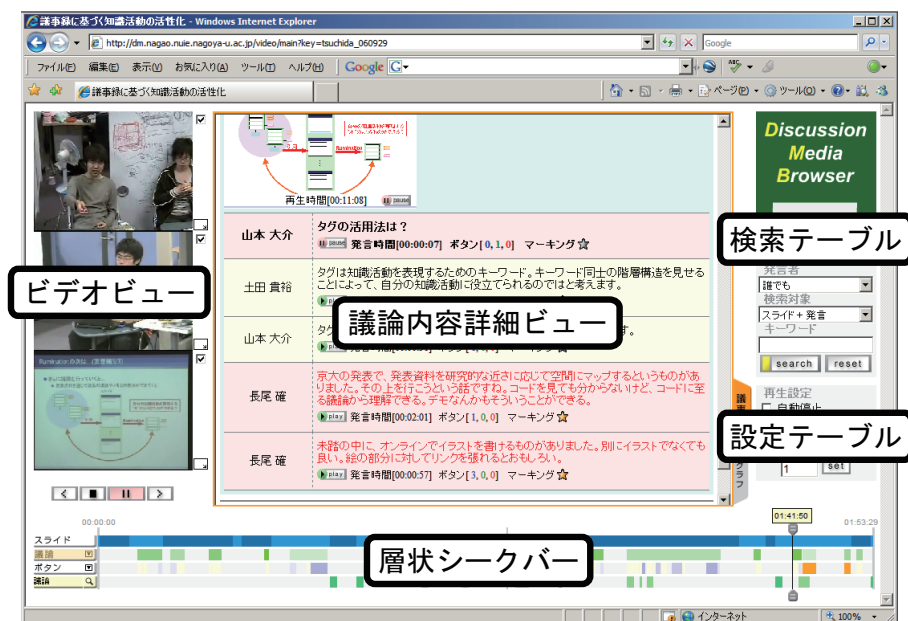 議事録に基づく知識活動の活性化 - Windows Internet Explorer
http://dm.nagao.nuie.nagoya-u.ac.jp/video/main?key=tsuchida_060929
Google
ファイル(F) 編集(E) 表示(V) お気に入り(A) ツール(T) ヘルプ(H)
Google G
議事録に基づく知識活動の活性化
ページ(P) ツール(O)
Discussion
Media
Browser
再生時間[00:11:08] pause
山本 大介
タグの活用法は?
pause 発言時間[00:00:07] ボタン[0,1,0] マーキング
土田 貴裕
タグは知識活動を表現するためのキーワード。キーワード同士の階層構造を見せる
ことによって、自分の知識活動に役立てられるのではと考えます。
山本 大介
長尾 確
京大の発表で、発表資料を研究的な近さに応じて空間にマップするというものがあ
りました。その上を行こうという話ですね。コードを見ても分からないけど、コードに至
る議論から理解できる。デモなんかもそういうことができる。
play 発言時間[00:02:01] ボタン[1,0,0] マーキング
長尾 確
未踏の中に、オンラインでイラストを書けるものがありました。別にイラストでなくても
良い。絵の部分に対してリンクを張れるとおもしろい。
play 発言時間[00:00:57] ボタン[3,0,0] マーキング
ビデオビュー
議論内容詳細ビュー
検索テーブル
発言者
誰でも
検索対象
スライド + 発言
キーワード
search reset
再生設定
自動停止
設定テーブル
1 set
00:00:00
01:41:50
01:53:29
スライド
議論
ボタン
議論
層状シークバー
インターネット
100%